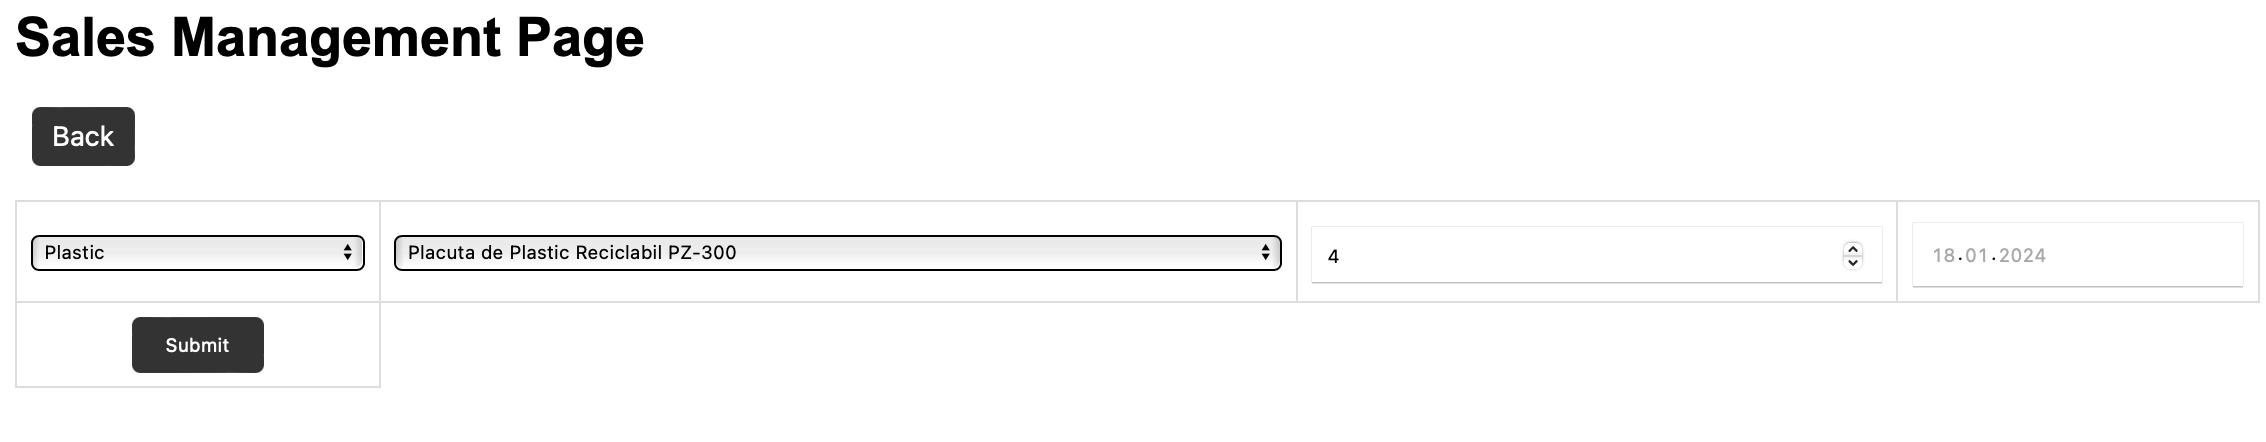 Sales Management Page
Back
Plastic
Placuta de Plastic Reciclabil PZ-300
4
18.01.2024
Submit